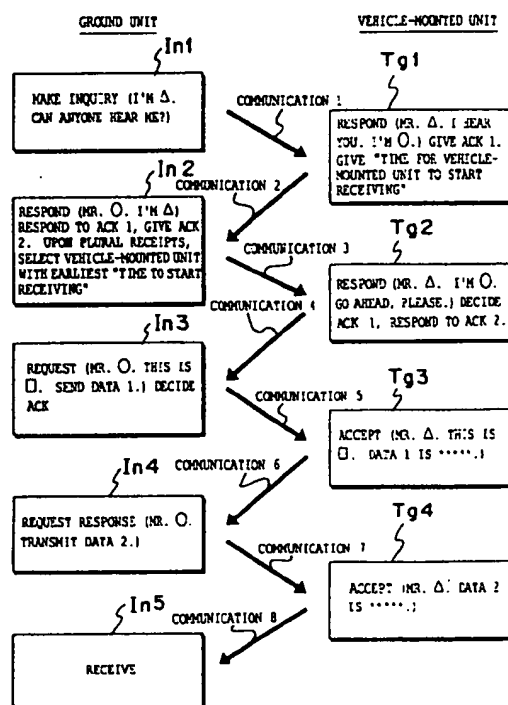 GROUND UNIT
VEHICLE-MOUNTED UNIT
In1
MAKE INQUIRY (I'M Δ.
CAN ANYONE HEAR ME?)
COMMUNICATION 1
Tg1
RESPOND (MR. Δ. I HEAR
YOU. I'M O.) GIVE ACK 1.
GIVE "TIME FOR VEHICLE-
MOUNTED UNIT TO START
RECEIVING"
COMMUNICATION 2
In2
RESPOND (MR. O. I'M Δ)
RESPOND TO ACK 1, GIVE ACK
2. UPON PLURAL RECEIPTS,
SELECT VEHICLE-MOUNTED UNIT
WITH EARLIEST "TIME TO START
RECEIVING"
COMMUNICATION 3
Tg2
RESPOND (MR. Δ. I'M O.
GO AHEAD, PLEASE.) DECIDE
ACK 1, RESPOND TO ACK 2.
COMMUNICATION 4
In3
REQUEST (MR. O. THIS IS
□. SEND DATA 1.) DECIDE
ACK
COMMUNICATION 5
Tg3
ACCEPT (MR. Δ. THIS IS
□. DATA 1 IS *****.)
COMMUNICATION 6
In4
REQUEST RESPONSE (MR. O.
TRANSMIT DATA 2.)
COMMUNICATION 7
Tg4
ACCEPT (MR. Δ. DATA 2
IS *****.)
COMMUNICATION 8
In5
RECEIVE